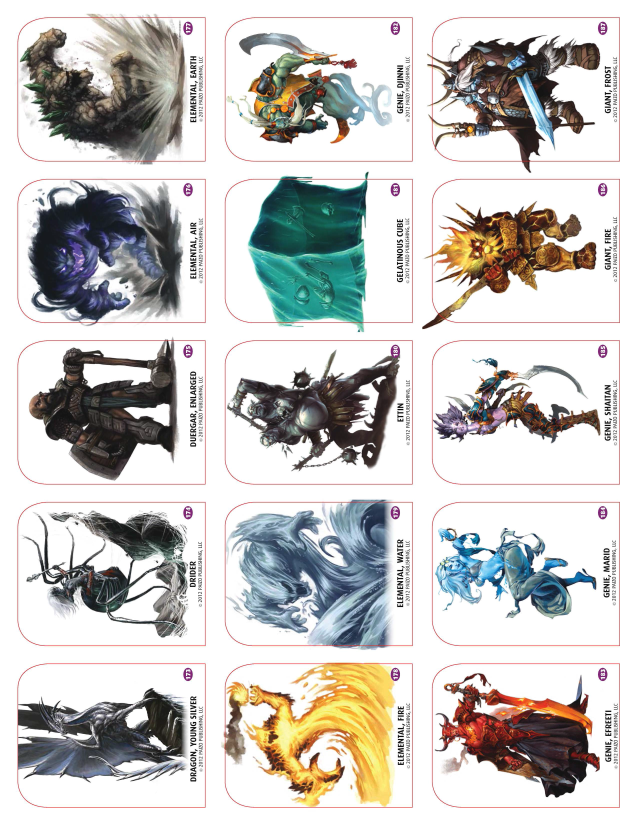 173
DRAGON, YOUNG SILVER
© 2012 PAIZO PUBLISHING, LLC
174
DRIDER
© 2012 PAIZO PUBLISHING, LLC
175
DUERGAR, ENLARGED
© 2012 PAIZO PUBLISHING, LLC
176
ELEMENTAL, AIR
© 2012 PAIZO PUBLISHING, LLC
177
ELEMENTAL, EARTH
© 2012 PAIZO PUBLISHING, LLC
178
ELEMENTAL, FIRE
© 2012 PAIZO PUBLISHING, LLC
179
ELEMENTAL, WATER
© 2012 PAIZO PUBLISHING, LLC
180
ETTIN
© 2012 PAIZO PUBLISHING, LLC
181
GELATINOUS CUBE
© 2012 PAIZO PUBLISHING, LLC
182
GENIE, DJINNI
© 2012 PAIZO PUBLISHING, LLC
183
GENIE, EFREETI
© 2012 PAIZO PUBLISHING, LLC
184
GENIE, MARID
© 2012 PAIZO PUBLISHING, LLC
185
GENIE, SHAITAN
© 2012 PAIZO PUBLISHING, LLC
186
GIANT, FIRE
© 2012 PAIZO PUBLISHING, LLC
187
GIANT, FROST
© 2012 PAIZO PUBLISHING, LLC